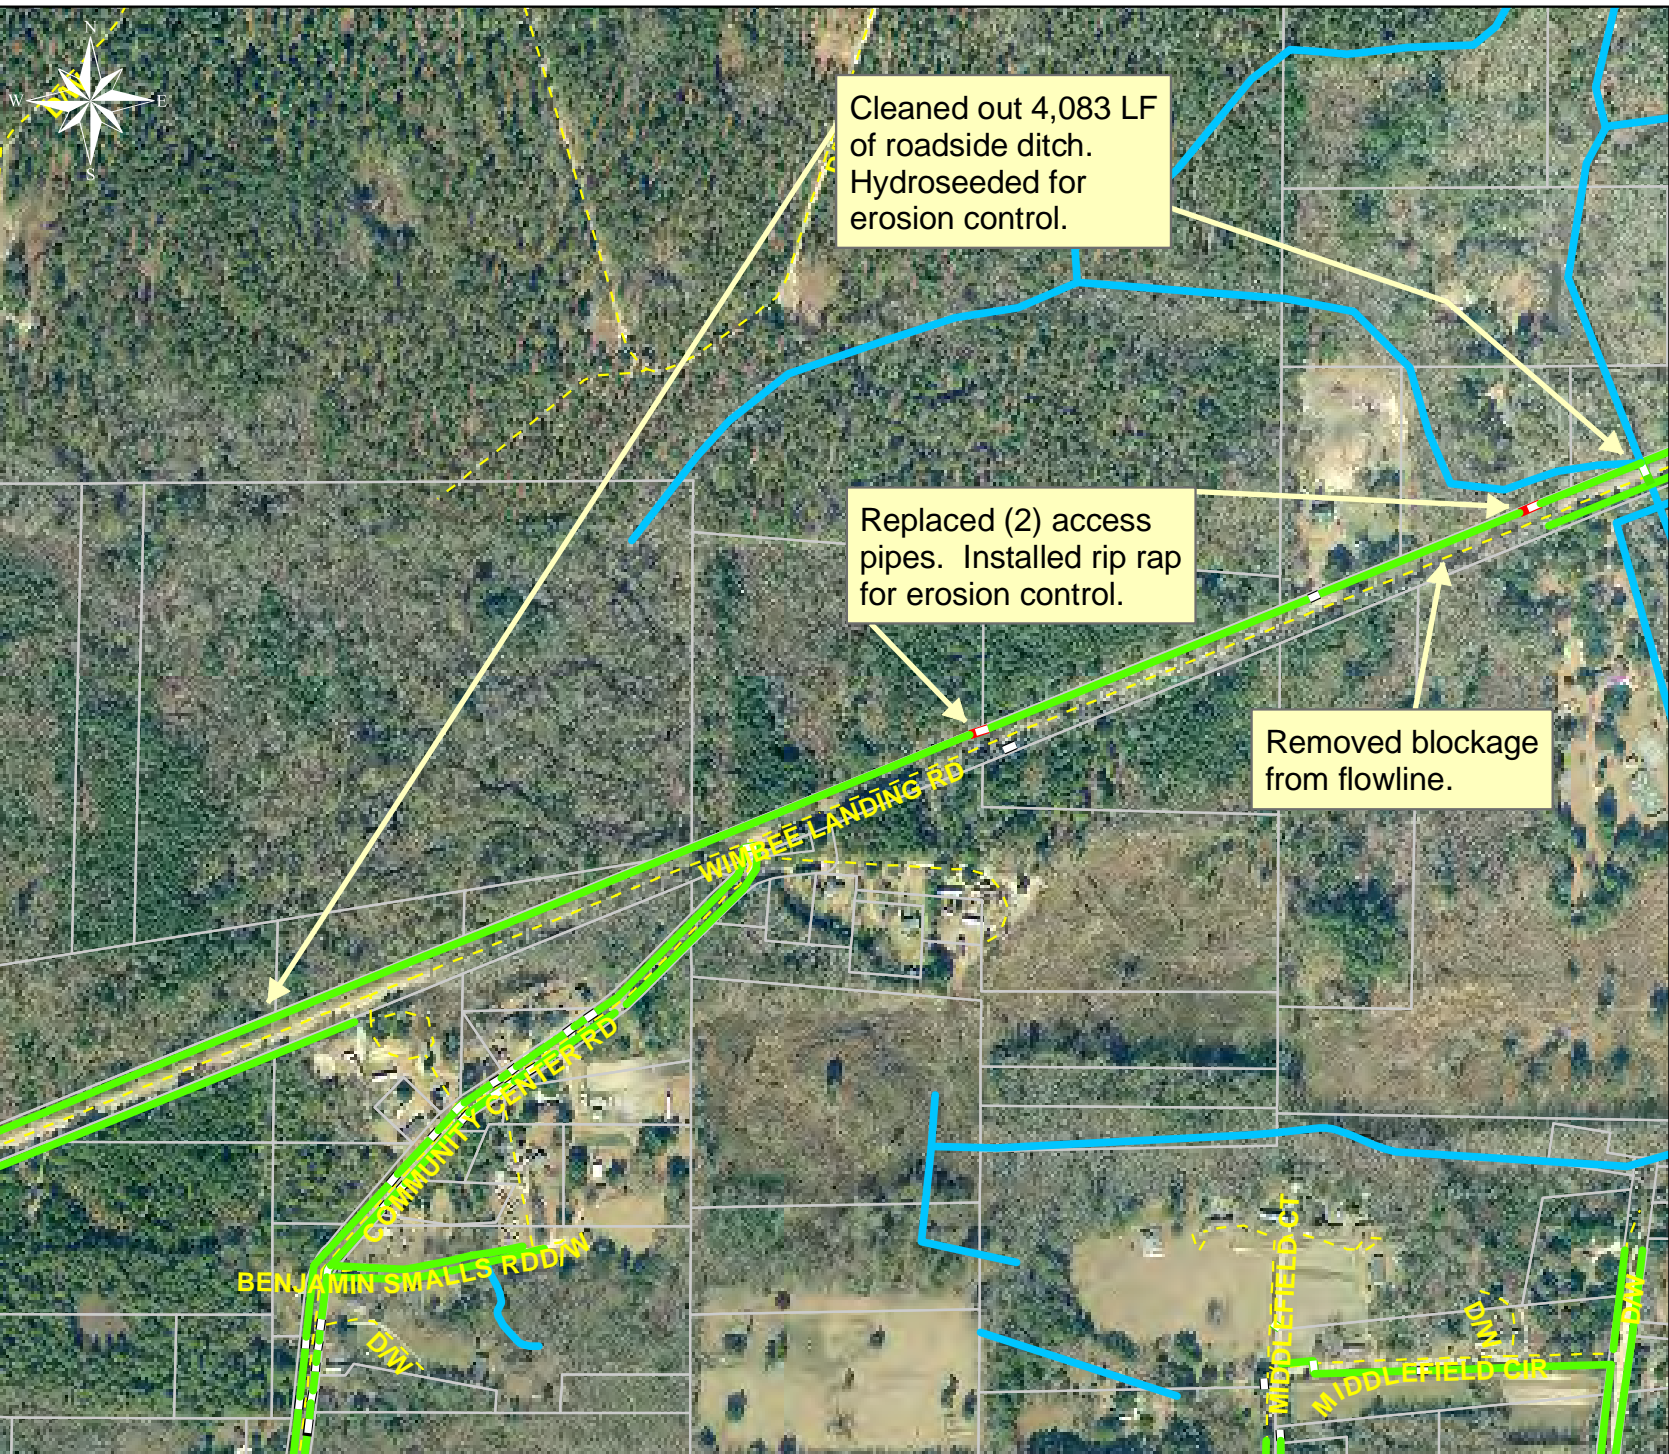 N
W
E
S
LN
Cleaned out 4,083 LF
of roadside ditch.
Hydroseeded for
erosion control.
Replaced (2) access
pipes.  Installed rip rap
for erosion control.
Removed blockage
from flowline.
WIMBEE LANDING RD
COMMUNITY CENTER RD
BENJAMIN SMALLS RD
D/W
D/W
MIDDLEFIELD CT
D/W
D/W
MIDDLEFIELD CIR